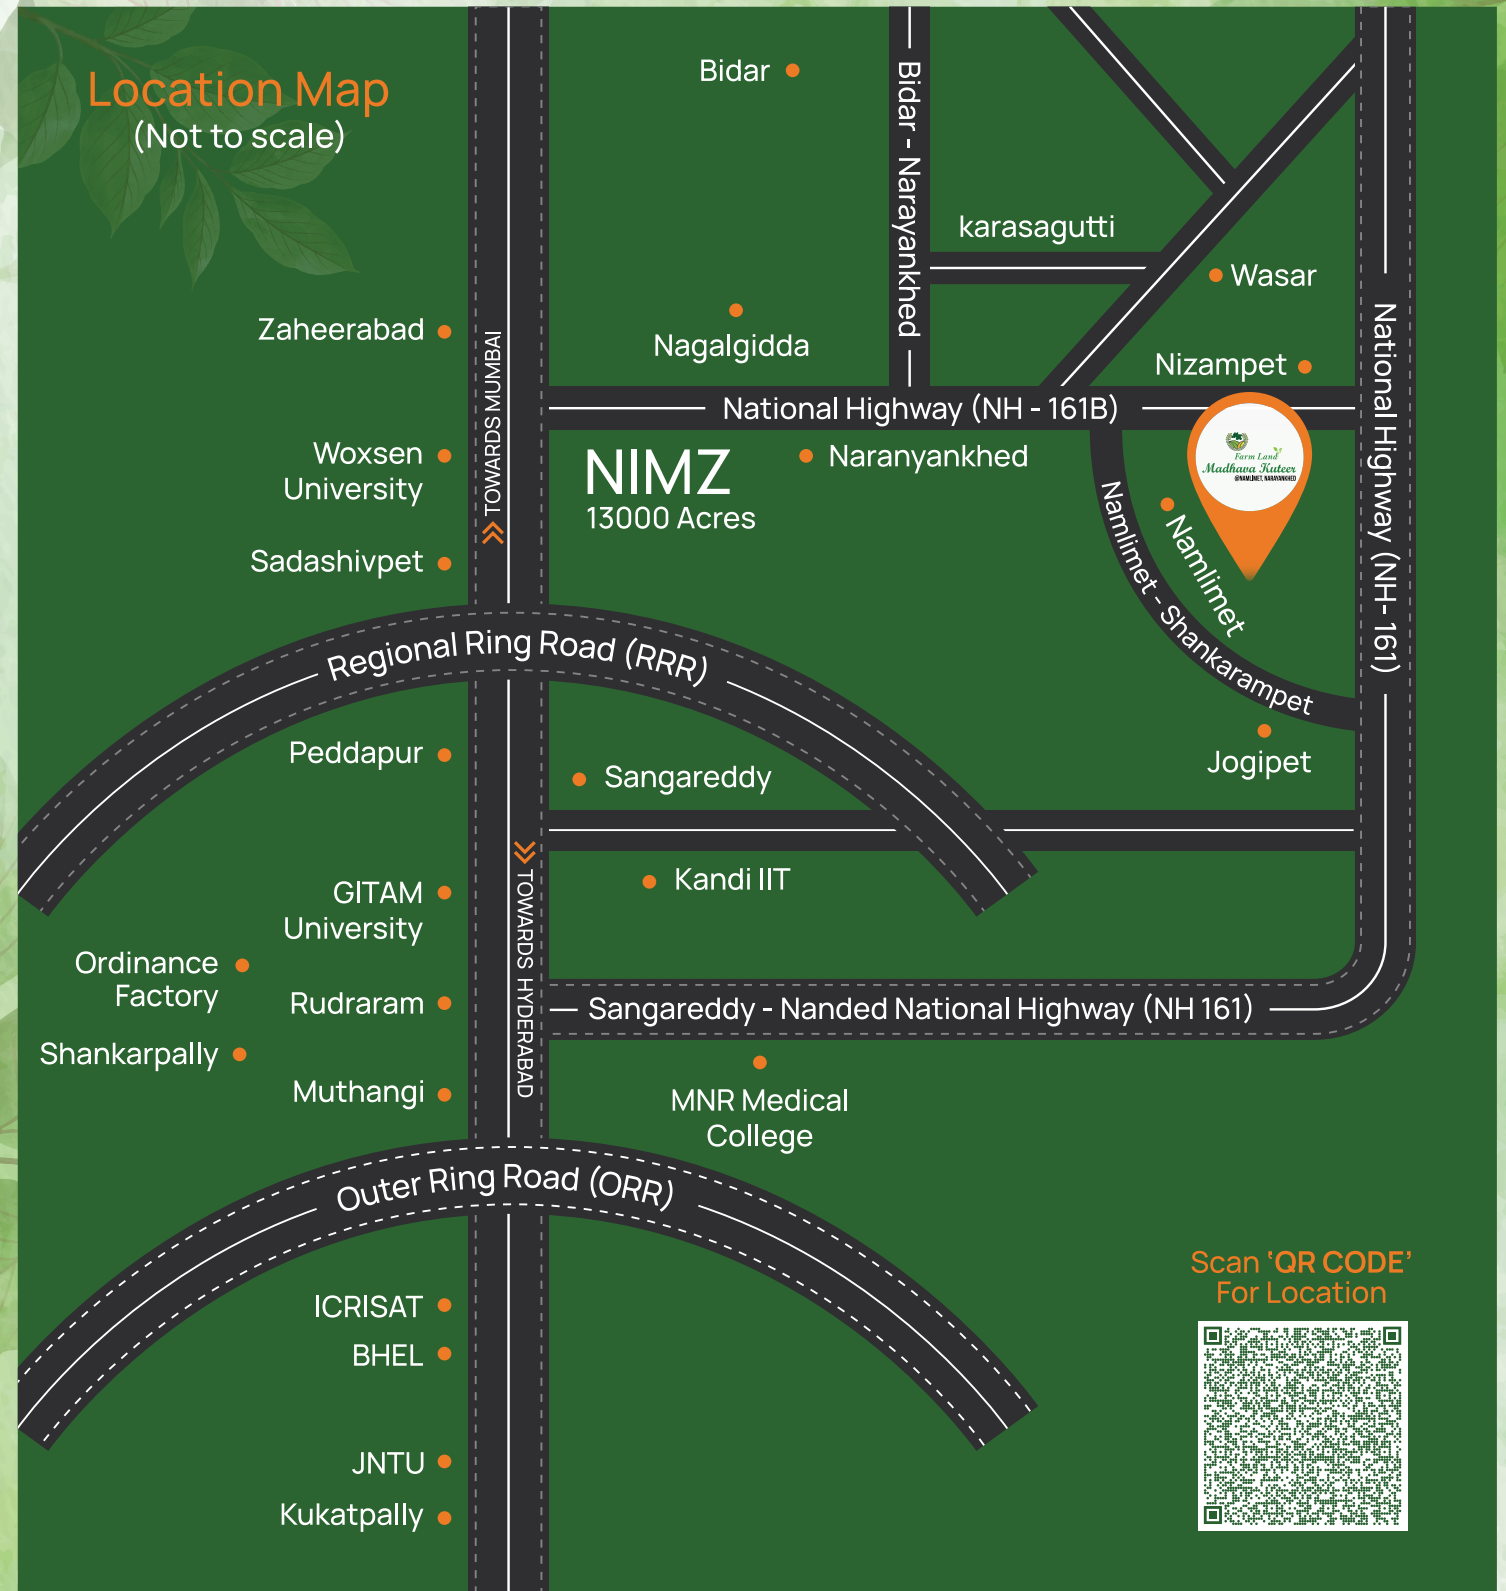 Location Map
(Not to scale)
Bidar
Bidar - Narayankhed
karasagutti
Wasar
Zaheerabad
TOWARDS MUMBAI
Nagalgidda
National Highway (NH - 161)
Nizampet
National Highway (NH - 161B)
Woxsen
University
NIMZ
13000 Acres
Naranyankhed
Farm Land
Madhava Kuteer
@NAMLIMET, NARAYANKHED
Namlimet
Namlimet - Shankarampet
Sadashivpet
Regional Ring Road (RRR)
Peddapur
Sangareddy
Jogipet
Kandi IIT
GITAM
University
TOWARDS HYDERABAD
Ordinance
Factory
Rudraram
Sangareddy - Nanded National Highway (NH 161)
Shankarpally
Muthangi
MNR Medical
College
Outer Ring Road (ORR)
Scan ‘QR CODE’
For Location
ICRISAT
BHEL
JNTU
Kukatpally